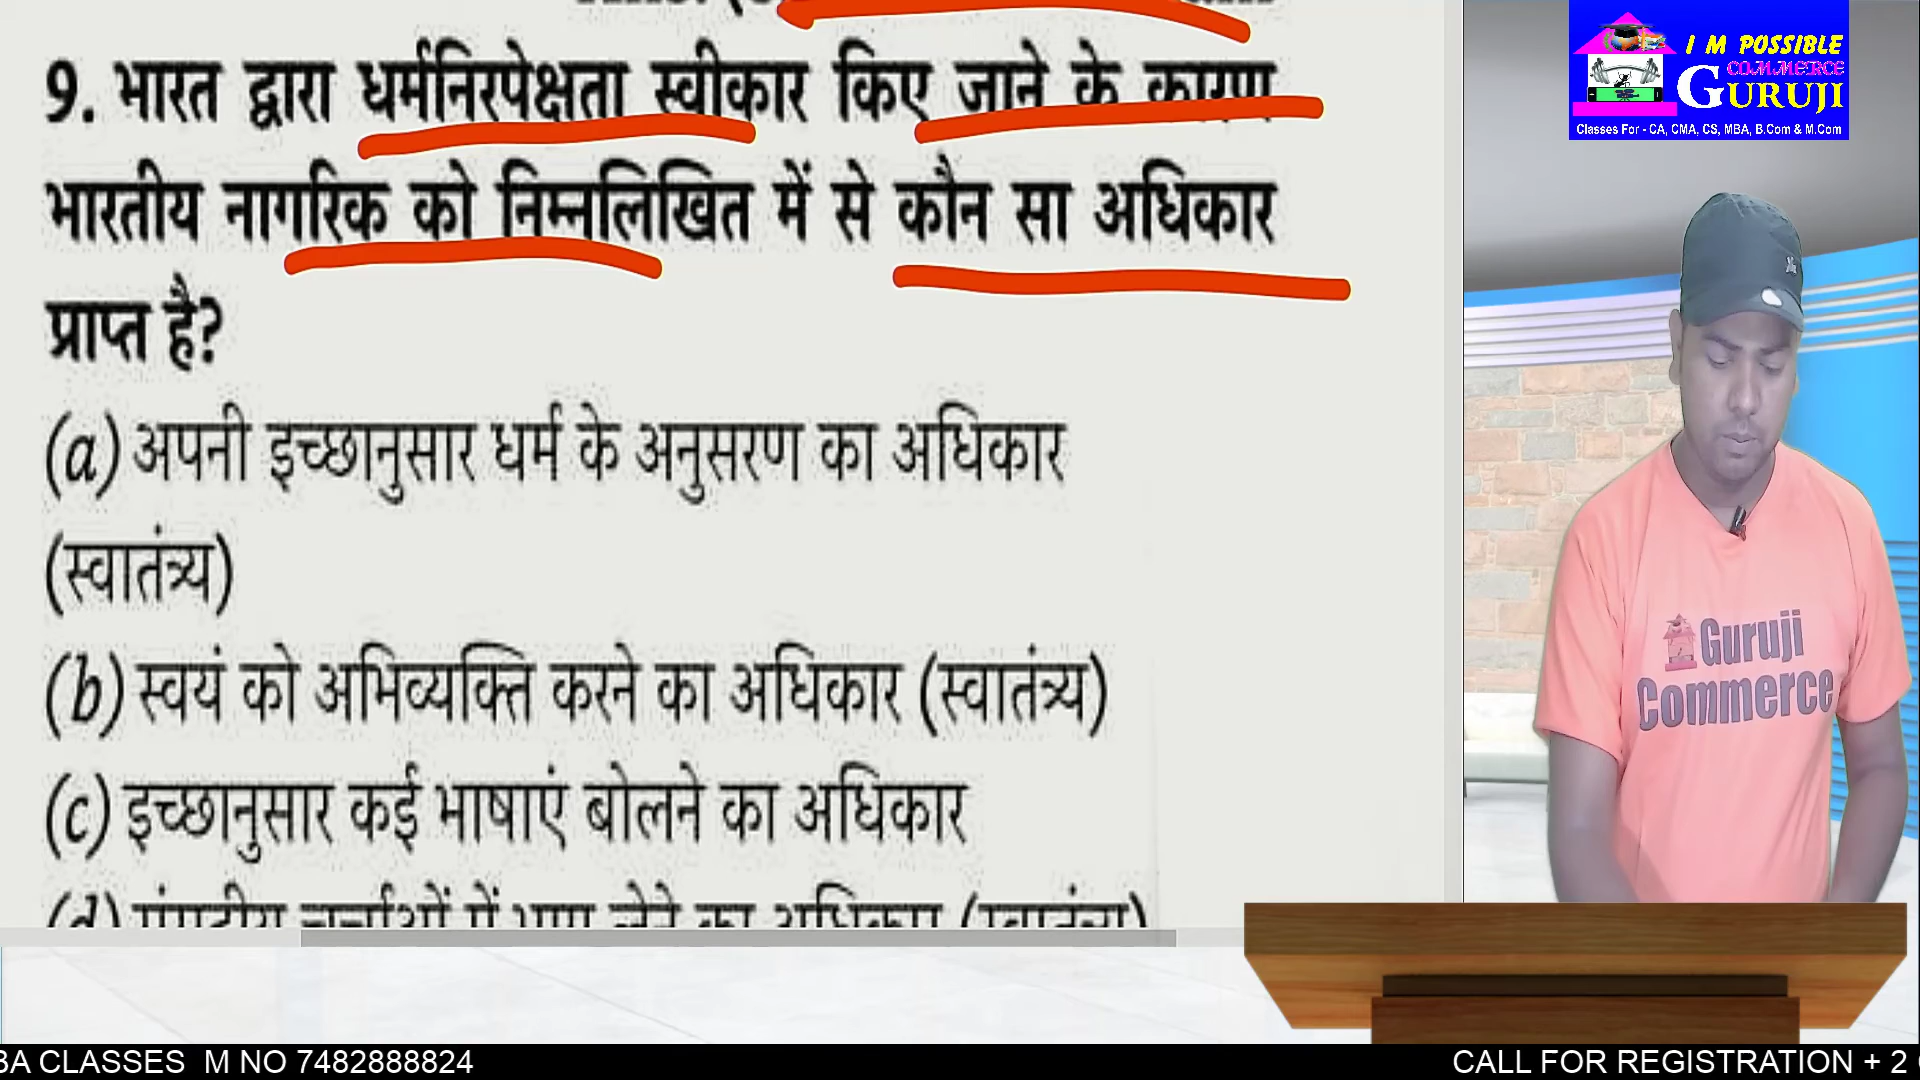 9. भारत द्वारा धर्मनिरपेक्षता स्वीकार किए जाने के कारण
भारतीय नागरिक को निम्नलिखित में से कौन सा अधिकार
प्राप्त है?
(a) अपनी इच्छानुसार धर्म के अनुसरण का अधिकार
(स्वातंत्र्य)
(b) स्वयं को अभिव्यक्ति करने का अधिकार (स्वातंत्र्य)
(c) इच्छानुसार कई भाषाएं बोलने का अधिकार
I M POSSIBLE
COMMERCE
GURUJI
Classes For - CA, CMA, CS, MBA, B.Com & M.Com
Guruji
Commerce
BA CLASSES M NO 7482888824
CALL FOR REGISTRATION + 2